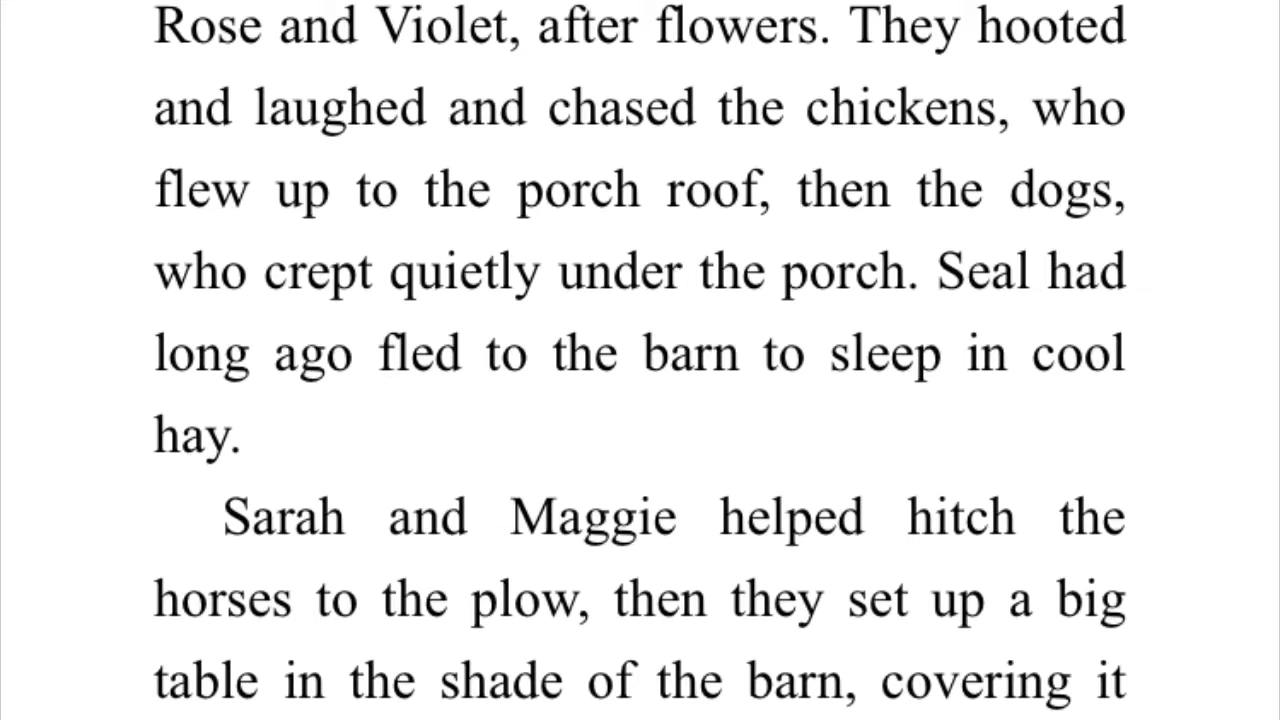 Rose and Violet, after flowers. They hooted
and laughed and chased the chickens, who
flew up to the porch roof, then the dogs,
who crept quietly under the porch. Seal had
long ago fled to the barn to sleep in cool
hay.
Sarah and Maggie helped hitch the
horses to the plow, then they set up a big
table in the shade of the barn, covering it